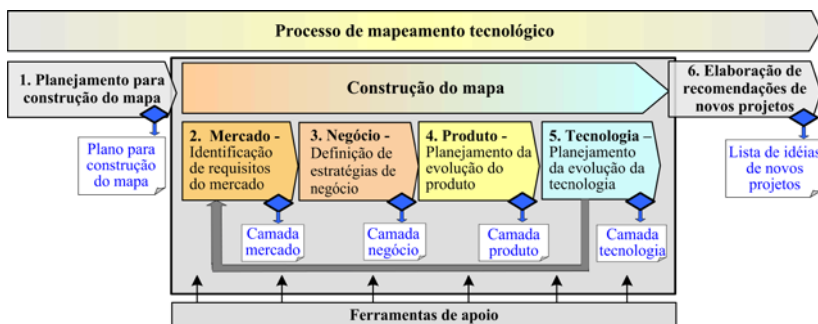 Processo de mapeamento tecnológico
1. Planejamento para
construção do mapa
Plano para
construção
do mapa
Construção do mapa
2. Mercado -
Identificação
de requisitos
do mercado
3. Negócio -
Definição de
estratégias de
negócio
4. Produto -
Planejamento da
evolução do
produto
5. Tecnologia –
Planejamento
da evolução da
tecnologia
Camada
mercado
Camada
negócio
Camada
produto
Camada
tecnologia
6. Elaboração de
recomendações de
novos projetos
Lista de idéias
de novos
projetos
Ferramentas de apoio